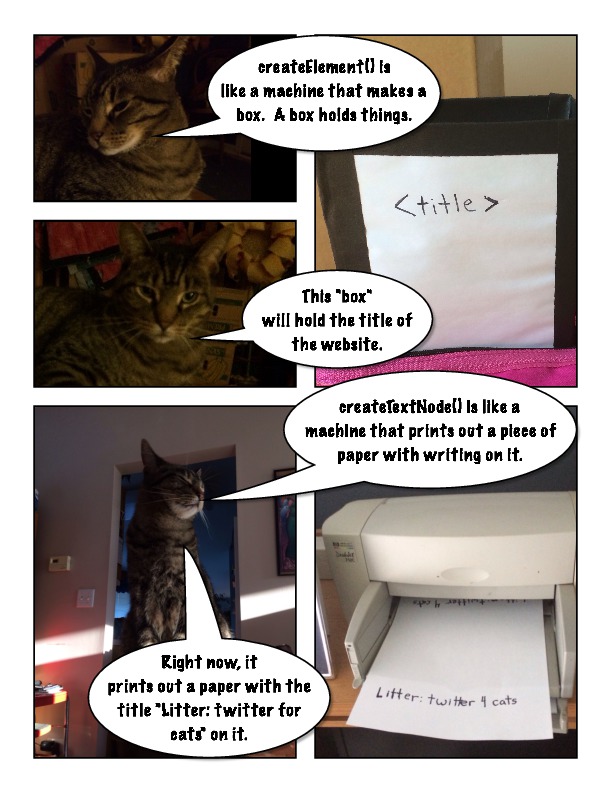 createElement() is
like a machine that makes a
box. A box holds things.
<title>
This "box"
will hold the title of
the website.
createTextNode() is like a
machine that prints out a piece of
paper with writing on it.
Right now, it
prints out a paper with the
title "Litter: twitter for
cats" on it.
Litter: twitter 4 cats